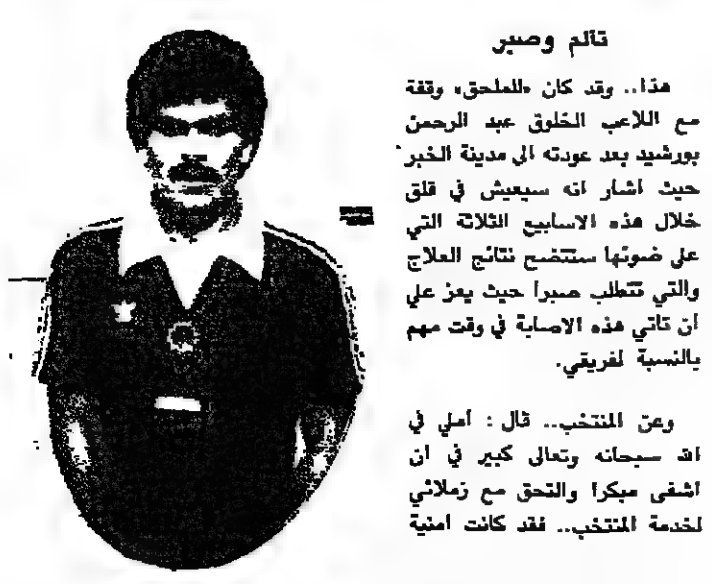 تألم وصبر
هذا.. وقد كان «للملحق» وقفة
مع اللاعب الخلوق عبد الرحمن
بورشيد بعد عودته الى مدينة الخبر
حيث اشار انه سيعيش في قلق
خلال هذه الاسابيع الثلاثة التي
على ضوئها ستتضح نتائج العلاج
والتي تتطلب صبرا حيث يعز علي
ان تاتي هذه الاصابة في وقت مهم
بالنسبة لفريقي.
وعن المنتخب.. قال : أملي في
الله سبحانه وتعالى كبير في ان
اشفى مبكرا والتحق مع زملائي
لخدمة المنتخب.. فقد كانت امنية